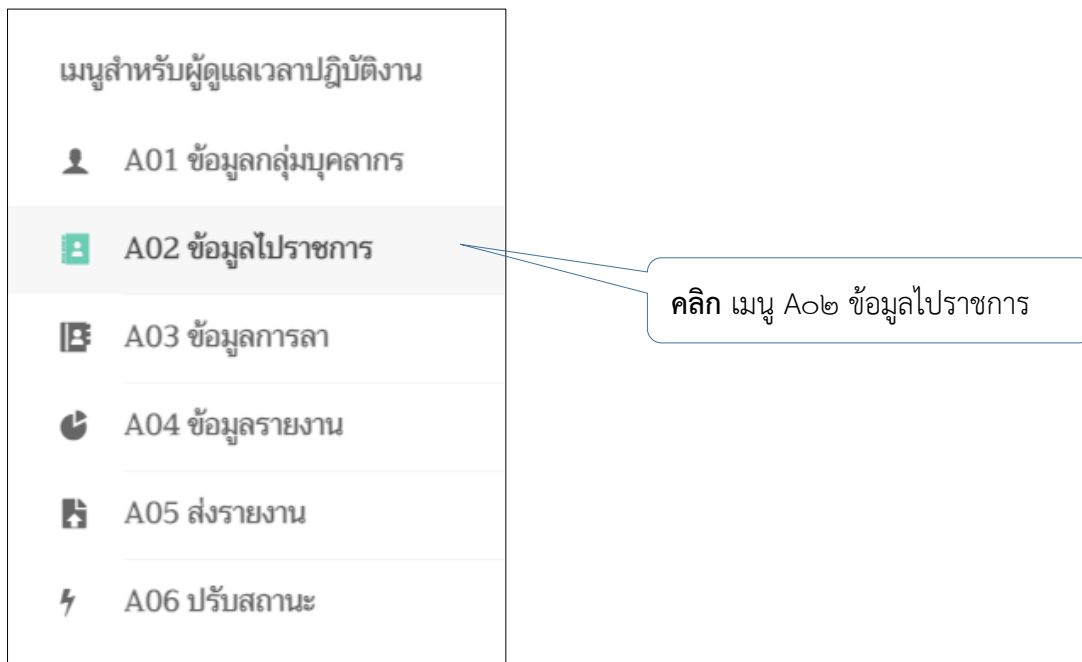 เมนูสำหรับผู้ดูแลเวลาปฎิบัติงาน
A01 ข้อมูลกลุ่มบุคลากร
A02 ข้อมูลไปราชการ
คลิก เมนู A๐๒ ข้อมูลไปราชการ
A03 ข้อมูลการลา
A04 ข้อมูลรายงาน
A05 ส่งรายงาน
A06 ปรับสถานะ